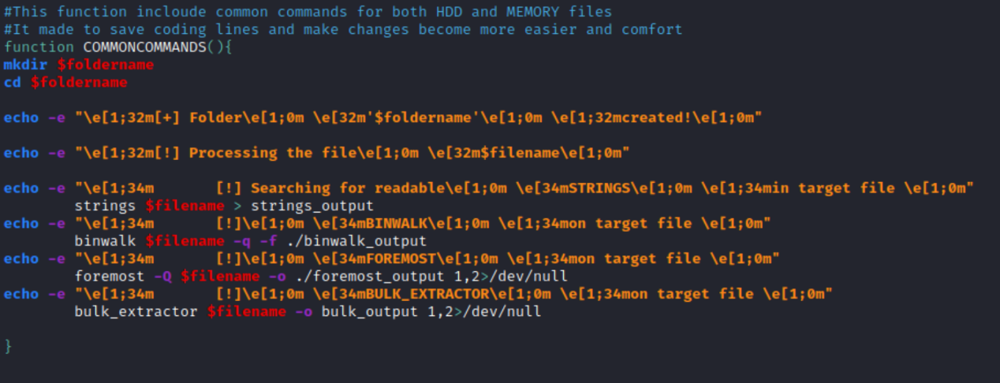 #This function incloude common commands for both HDD and MEMORY files
#It made to save coding lines and make changes become more easier and comfort
function COMMONCOMMANDS(){
mkdir $foldername
cd $foldername
echo -e "\e[1;32m[+] Folder\e[1;0m \e[32m'$foldername'\e[1;0m \e[1;32mcreated!\e[1;0m"
echo -e "\e[1;32m[!] Processing the file\e[1;0m \e[32m$filename\e[1;0m"
echo -e "\e[1;34m       [!] Searching for readable\e[1;0m \e[34mSTRINGS\e[1;0m \e[1;34min target file \e[1;0m"
        strings $filename > strings_output
echo -e "\e[1;34m       [!]\e[1;0m \e[34mBINWALK\e[1;0m \e[1;34mon target file \e[1;0m"
        binwalk $filename -q -f ./binwalk_output
echo -e "\e[1;34m       [!]\e[1;0m \e[34mFOREMOST\e[1;0m \e[1;34mon target file \e[1;0m"
        foremost -Q $filename -o ./foremost_output 1,2>/dev/null
echo -e "\e[1;34m       [!]\e[1;0m \e[34mBULK_EXTRACTOR\e[1;0m \e[1;34mon target file \e[1;0m"
        bulk_extractor $filename -o bulk_output 1,2>/dev/null
}